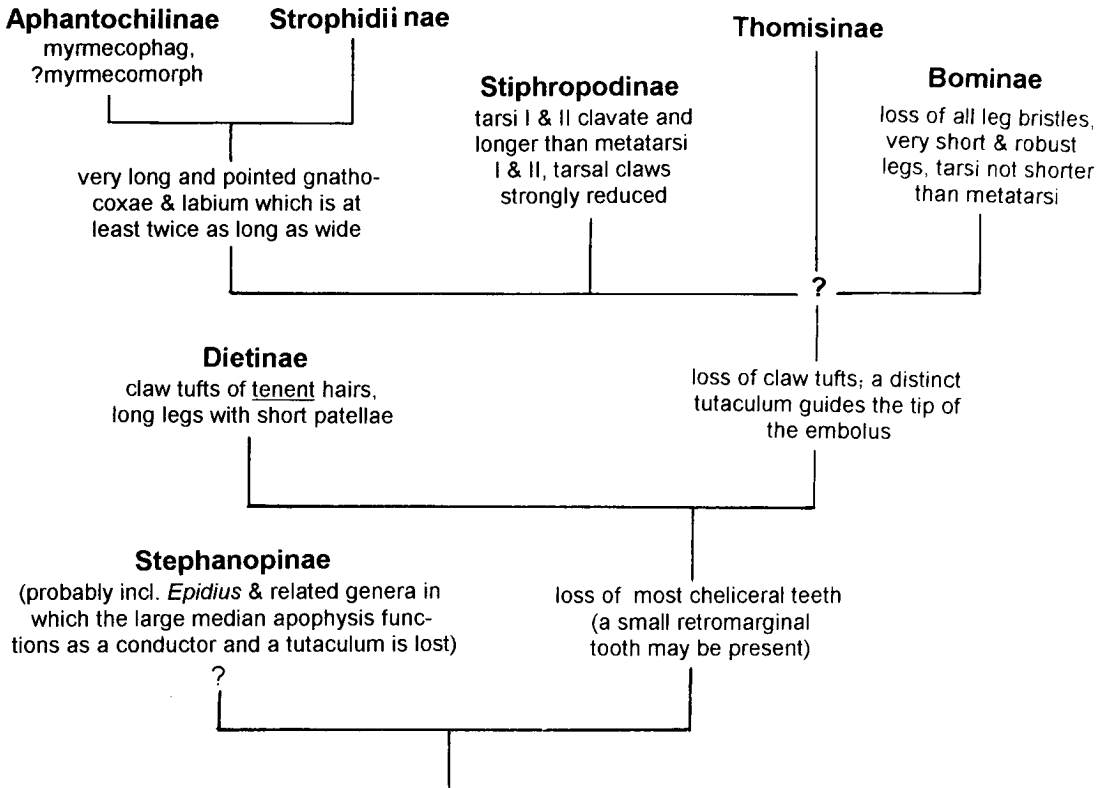 Aphantochilinae
myrmecophag,
?myrmecomorph
Strophidiinae
very long and pointed gnatho-
coxae & labium which is at
least twice as long as wide
Stiphropodinae
tarsi I & II clavate and
longer than metatarsi
I & II, tarsal claws
strongly reduced
Thomisinae
Bominae
loss of all leg bristles,
very short & robust
legs, tarsi not shorter
than metatarsi
?
Dietinae
claw tufts of tenent hairs,
long legs with short patellae
loss of claw tufts; a distinct
tutaculum guides the tip of
the embolus
Stephanopinae
(probably incl. Epidius & related genera in
which the large median apophysis func-
tions as a conductor and a tutaculum is lost)
?
loss of most cheliceral teeth
(a small retromarginal
tooth may be present)